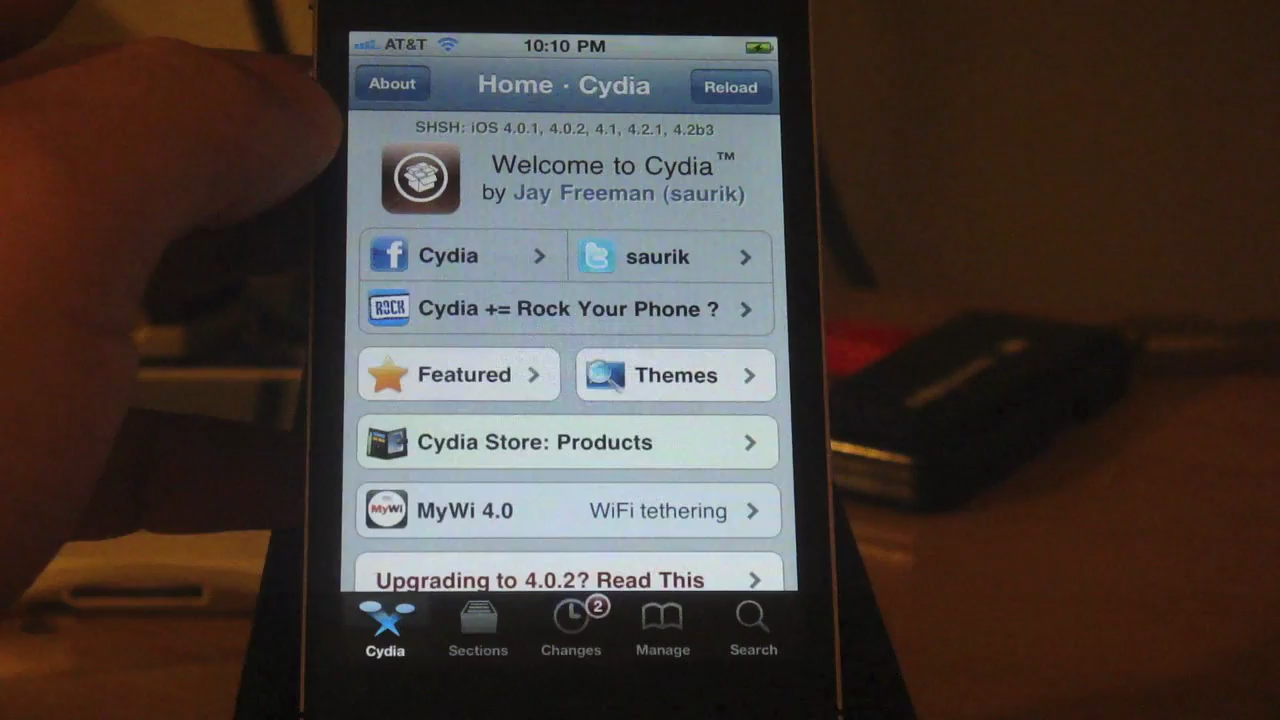 AT&T 10:10 PM
About Home · Cydia Reload
SHSH: iOS 4.0.1, 4.0.2, 4.1, 4.2.1, 4.2b3
Welcome to Cydia™
by Jay Freeman (saurik)
f Cydia saurik
ROCK Cydia += Rock Your Phone ?
Featured Themes
Cydia Store: Products
MyWi MyWi 4.0 WiFi tethering
Upgrading to 4.0.2? Read This
2
Cydia Sections Changes Manage Search